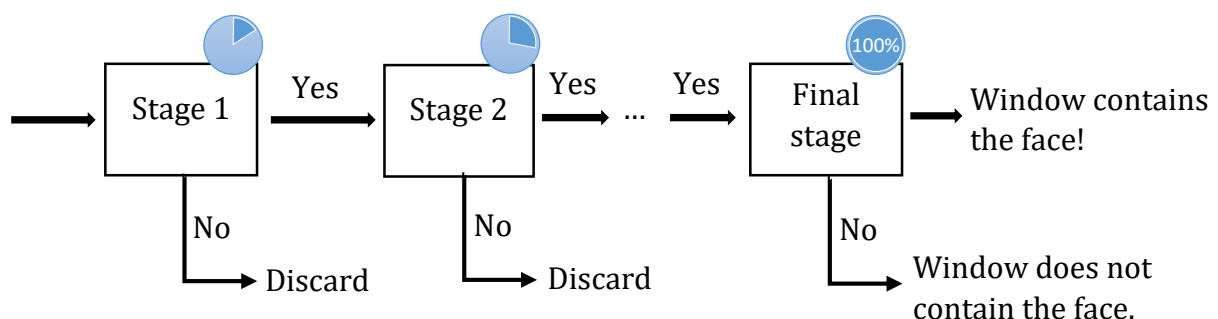 100%
Stage 1
Yes
Stage 2
Yes
...
Yes
Final
stage
Window contains
the face!
No
Discard
No
Discard
No
Window does not
contain the face.